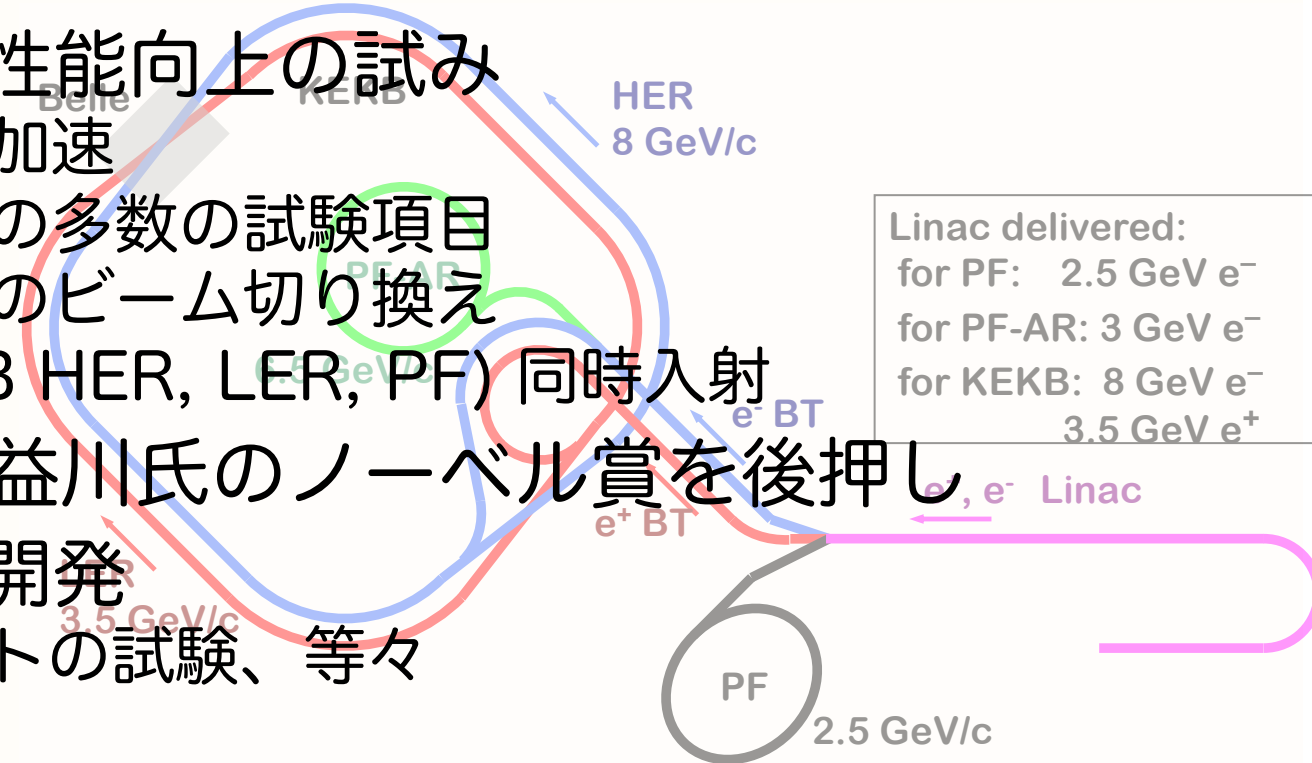 性能向上の試み
Belle
KEKB
HER
8 GeV/c
加速
の多数の試験項目
PF-AR
のビーム切り換え
6.5 GeV/c
HER, LER, PF) 同時入射
Linac delivered:
for PF: 2.5 GeV e⁻
for PF-AR: 3 GeV e⁻
for KEKB: 8 GeV e⁻
3.5 GeV e⁺
e⁻ BT
益川氏のノーベル賞を後押し
e⁺, e⁻ Linac
e⁺ BT
開発
LER
3.5 GeV/c
トの試験、等々
PF
2.5 GeV/c